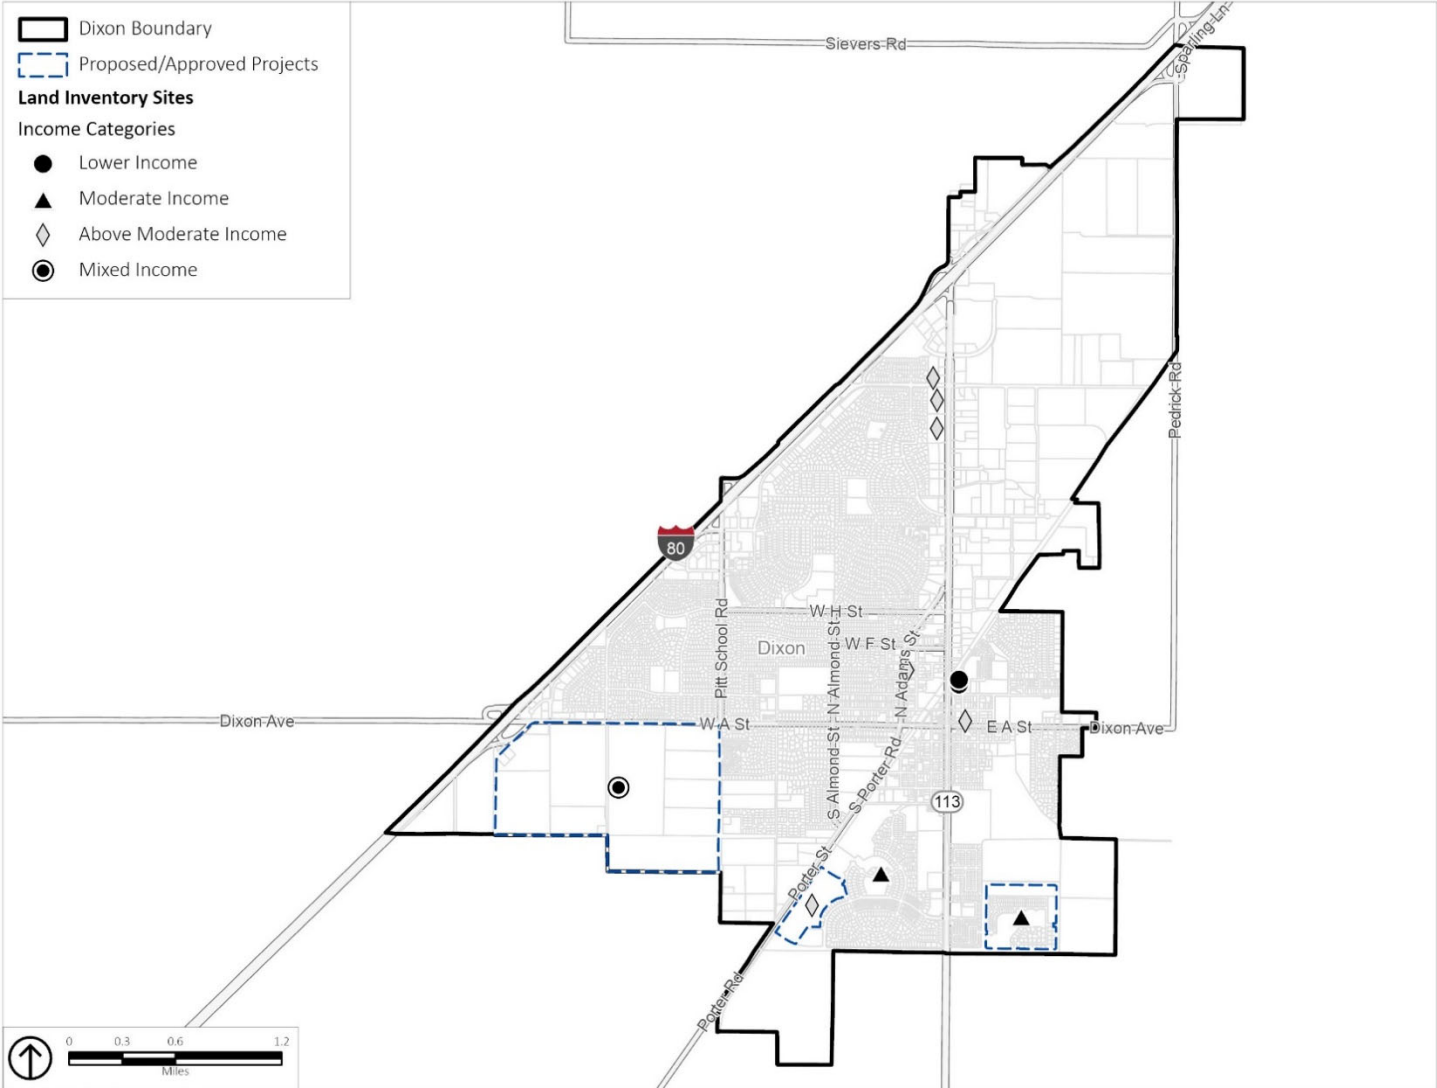 Dixon Boundary
Proposed/Approved Projects
Land Inventory Sites
Income Categories
Lower Income
Moderate Income
Above Moderate Income
Mixed Income
Sievers Rd
Sparling Ln
Pedrick Rd
80
W H St
Pitt School Rd
Dixon
N Almond St
W F St
N Adams St
Dixon Ave
W A St
E A St
Dixon Ave
S Almond St
S Porter Rd
113
Porter St
Porter Rd
0 0.3 0.6 1.2
Miles